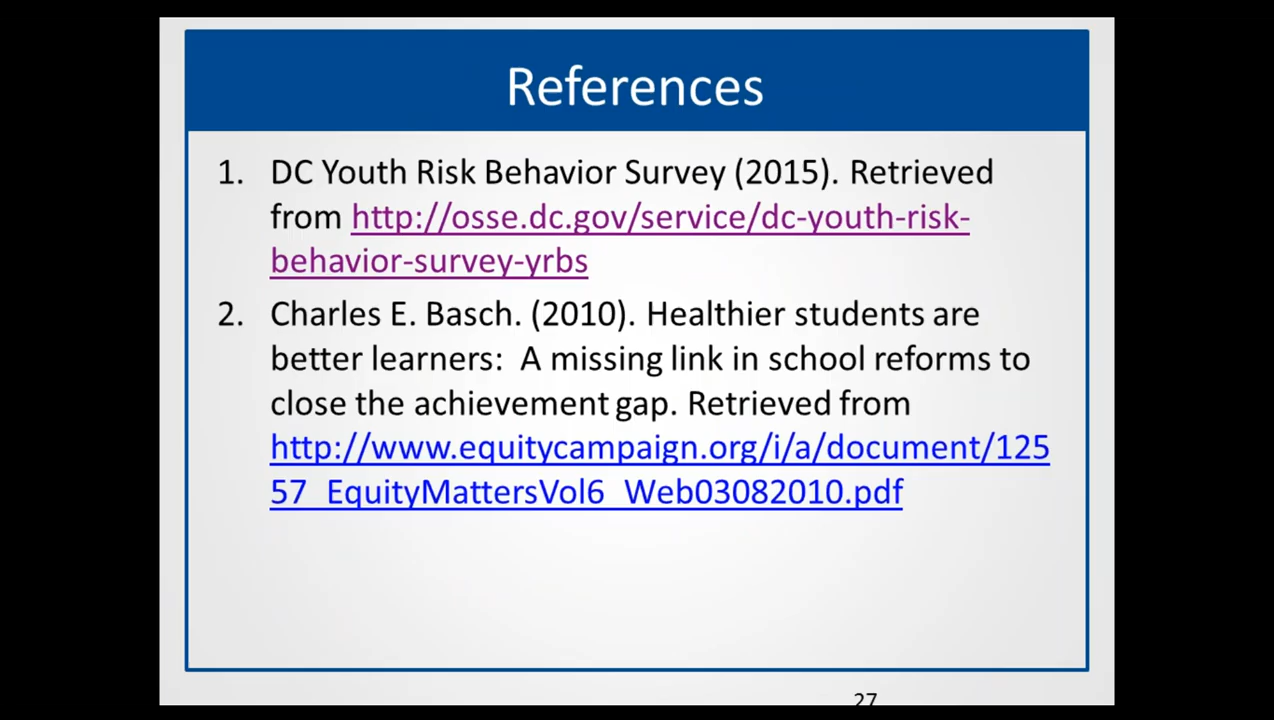 References
1. DC Youth Risk Behavior Survey (2015). Retrieved
from http://osse.dc.gov/service/dc-youth-risk-
behavior-survey-yrbs
2. Charles E. Basch. (2010). Healthier students are
better learners:  A missing link in school reforms to
close the achievement gap. Retrieved from
http://www.equitycampaign.org/i/a/document/125
57_EquityMattersVol6_Web03082010.pdf
27